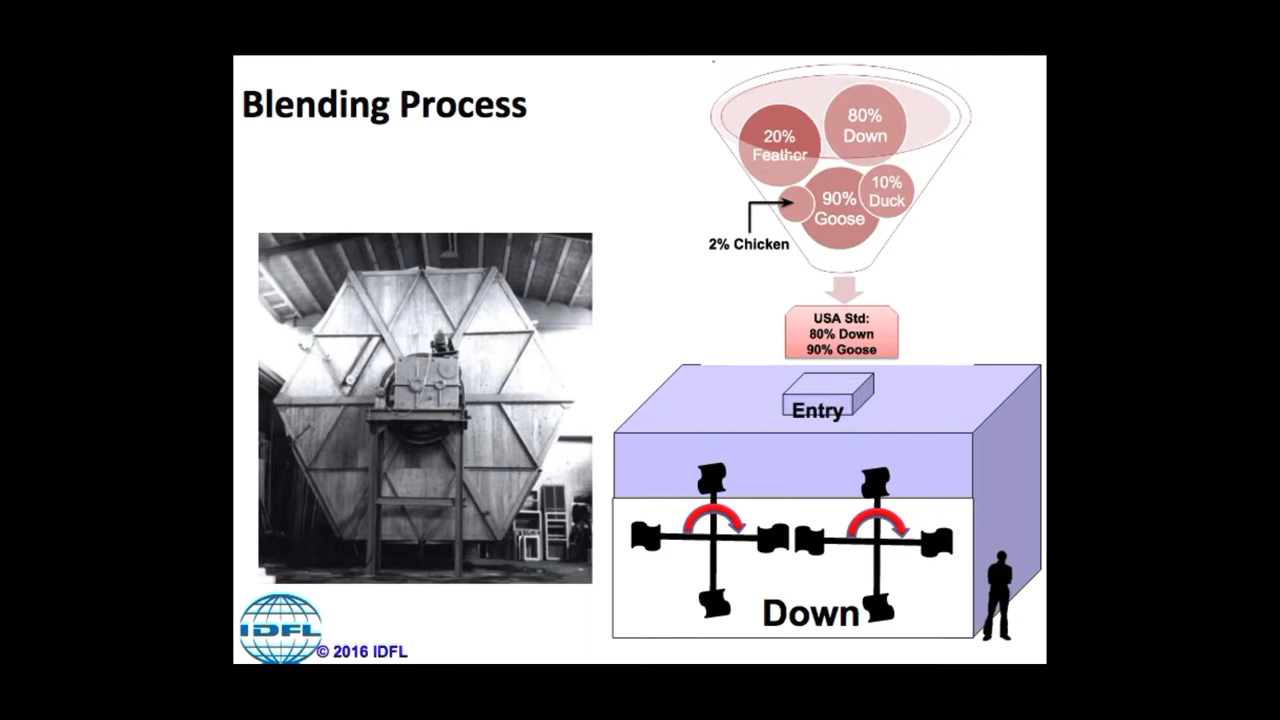 Blending Process
20%
Feather
80%
Down
90%
Goose
10%
Duck
2% Chicken
USA Std:
80% Down
90% Goose
Entry
Down
IDFL
© 2016 IDFL